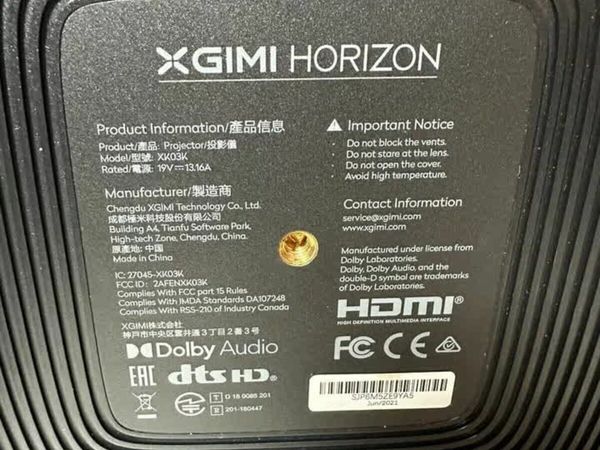 XGIMI HORIZON
Product Information/產品信息
Product/產品: Projector/投影儀
Model/型號: XK03K
Rated/電源: 19V⎓13.16A
Manufacturer/製造商
Chengdu XGIMI Technology Co., Ltd.
成都極米科技股份有限公司
Building A4, Tianfu Software Park,
High-tech Zone, Chengdu, China.
原產地: 中国
Made in China
IC: 27045-XK03K
FCC ID: 2AFENXK03K
Complies With FCC part 15 Rules
Complies With IMDA Standards DA107248
Complies With RSS-210 of Industry Canada
XGIMI株式会社
神戸市中央区雲井通3丁目2番3号
Dolby Audio
EAC
dts HD
T D 18 0085 201
R 201-180447
Important Notice
· Do not block the vents.
· Do not stare at the lens.
· Do not open the cover.
· Avoid high temperature.
Contact Information
service@xgimi.com
www.xgimi.com
Manufactured under license from
Dolby Laboratories.
Dolby, Dolby Audio, and the
double-D symbol are trademarks
of Dolby Laboratories.
HDMI®
HIGH DEFINITION MULTIMEDIA INTERFACE
FC CE
SJP6M5ZE9YA5
Jun/2021